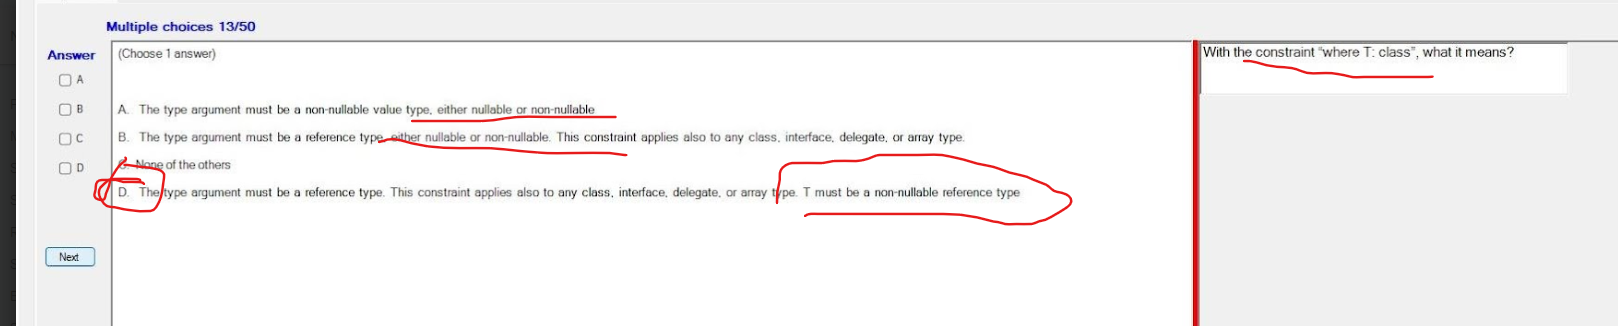 Multiple choices 13/50
Answer
(Choose 1 answer)
With the constraint "where T: class", what it means?
A
B
C
D
A. The type argument must be a non-nullable value type, either nullable or non-nullable
B. The type argument must be a reference type, either nullable or non-nullable. This constraint applies also to any class, interface, delegate, or array type.
C. None of the others
D. The type argument must be a reference type. This constraint applies also to any class, interface, delegate, or array type. T must be a non-nullable reference type
Next